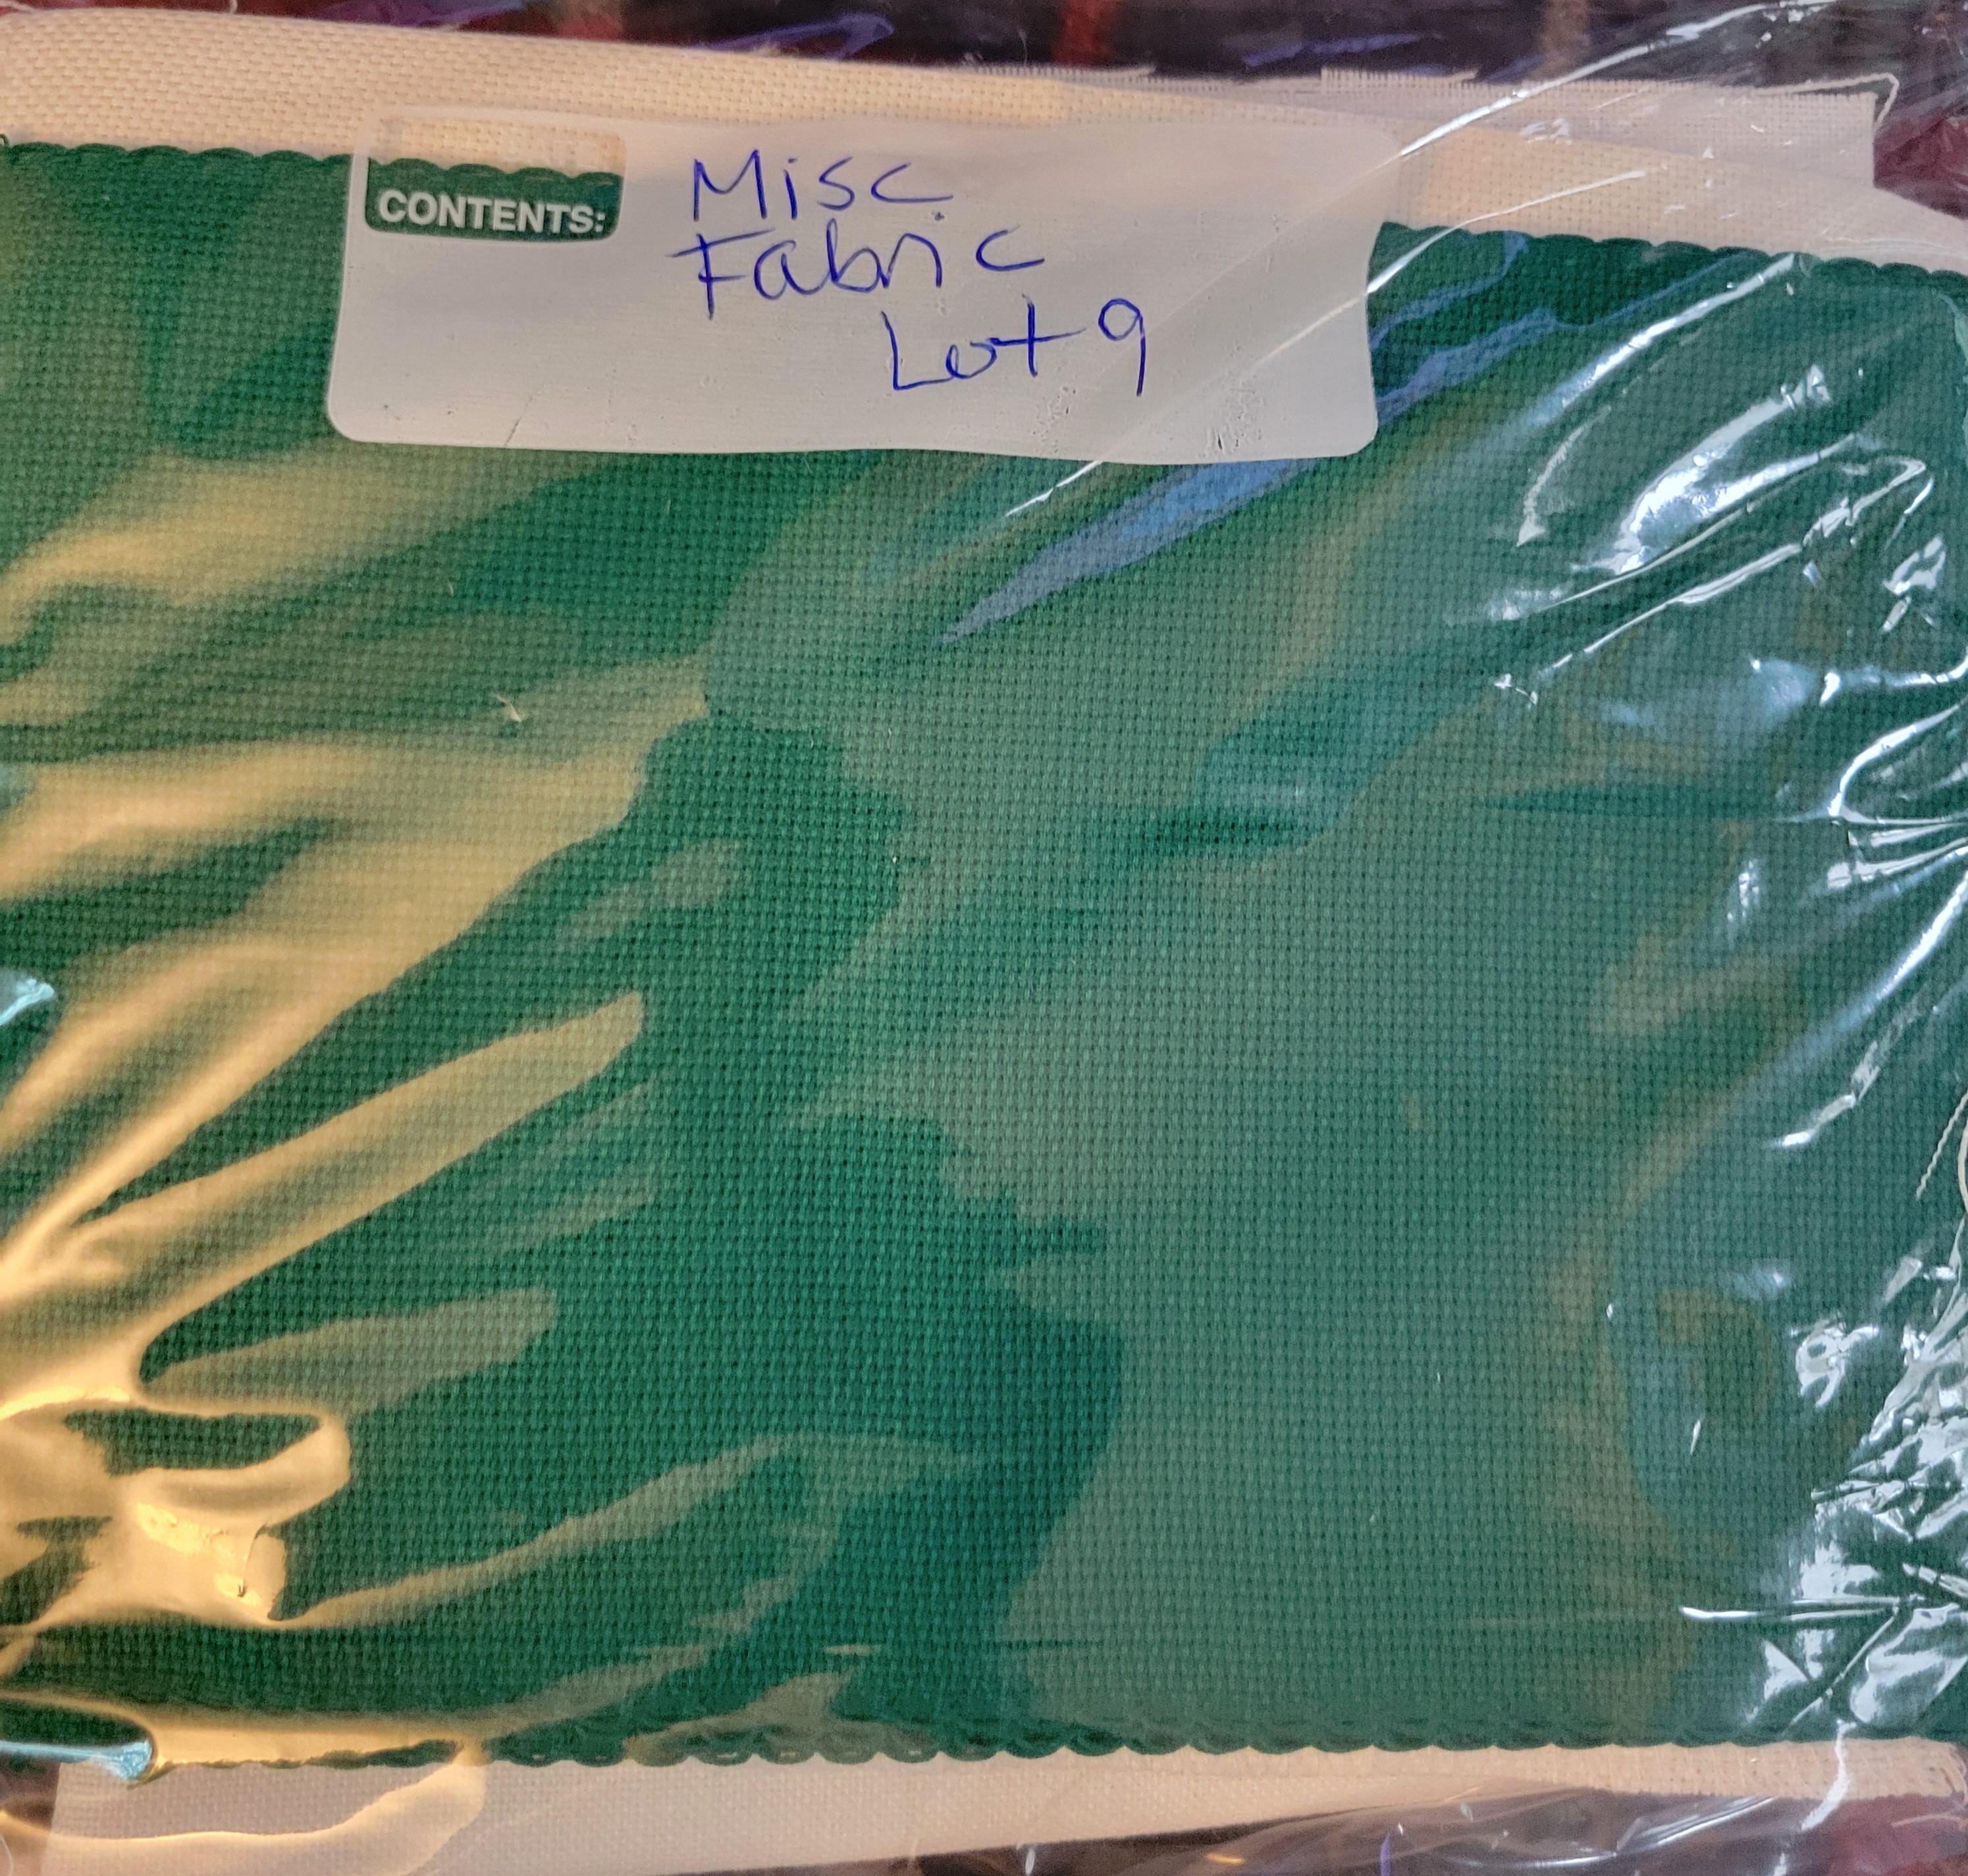 CONTENTS:
Misc
Fabric
Lot 9